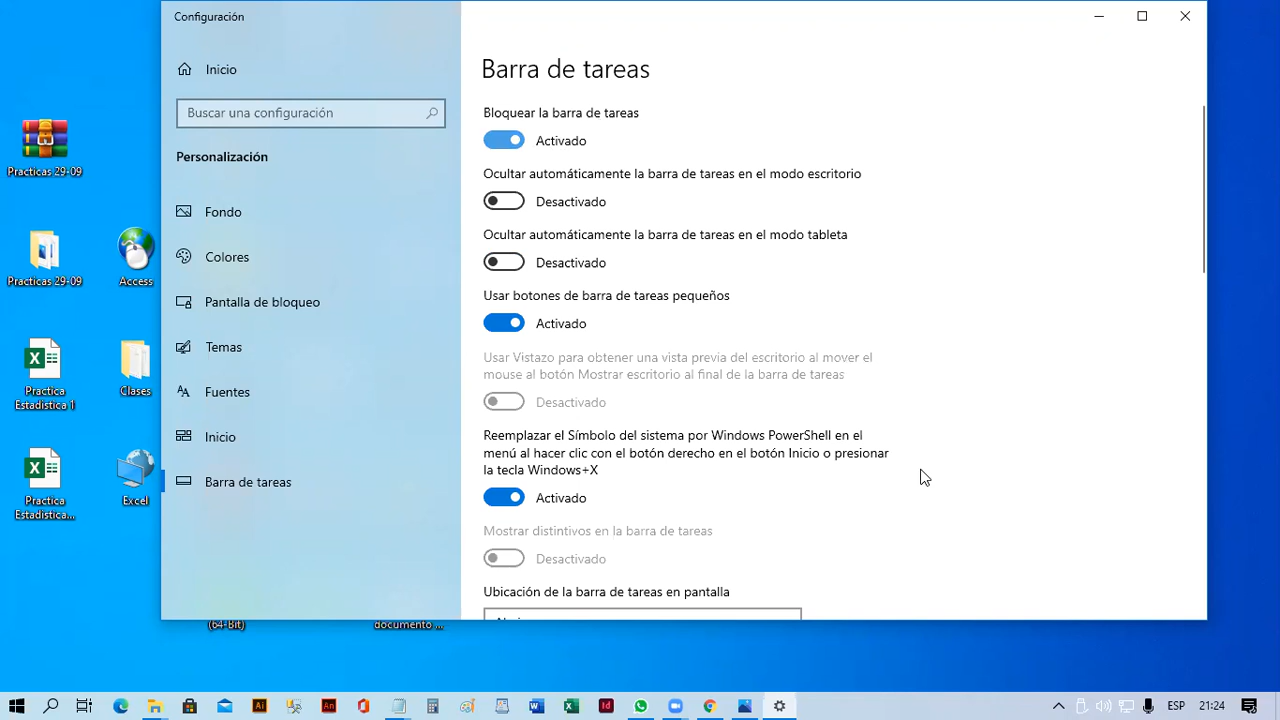 Configuración
Inicio
Buscar una configuración
Personalización
Fondo
Colores
Pantalla de bloqueo
Temas
Fuentes
Inicio
Barra de tareas
Barra de tareas
Bloquear la barra de tareas
Activado
Ocultar automáticamente la barra de tareas en el modo escritorio
Desactivado
Ocultar automáticamente la barra de tareas en el modo tableta
Desactivado
Usar botones de barra de tareas pequeños
Activado
Usar Vistazo para obtener una vista previa del escritorio al mover el
mouse al botón Mostrar escritorio al final de la barra de tareas
Desactivado
Reemplazar el Símbolo del sistema por Windows PowerShell en el
menú al hacer clic con el botón derecho en el botón Inicio o presionar
la tecla Windows+X
Activado
Mostrar distintivos en la barra de tareas
Desactivado
Ubicación de la barra de tareas en pantalla
Practicas 29-09
Practicas 29-09
Access
Practica
Estadistica 1
Clases
Practica
Estadistica...
Excel
(64-Bit)
documento ...
Ai
An
W
X
Id
ESP
21:24